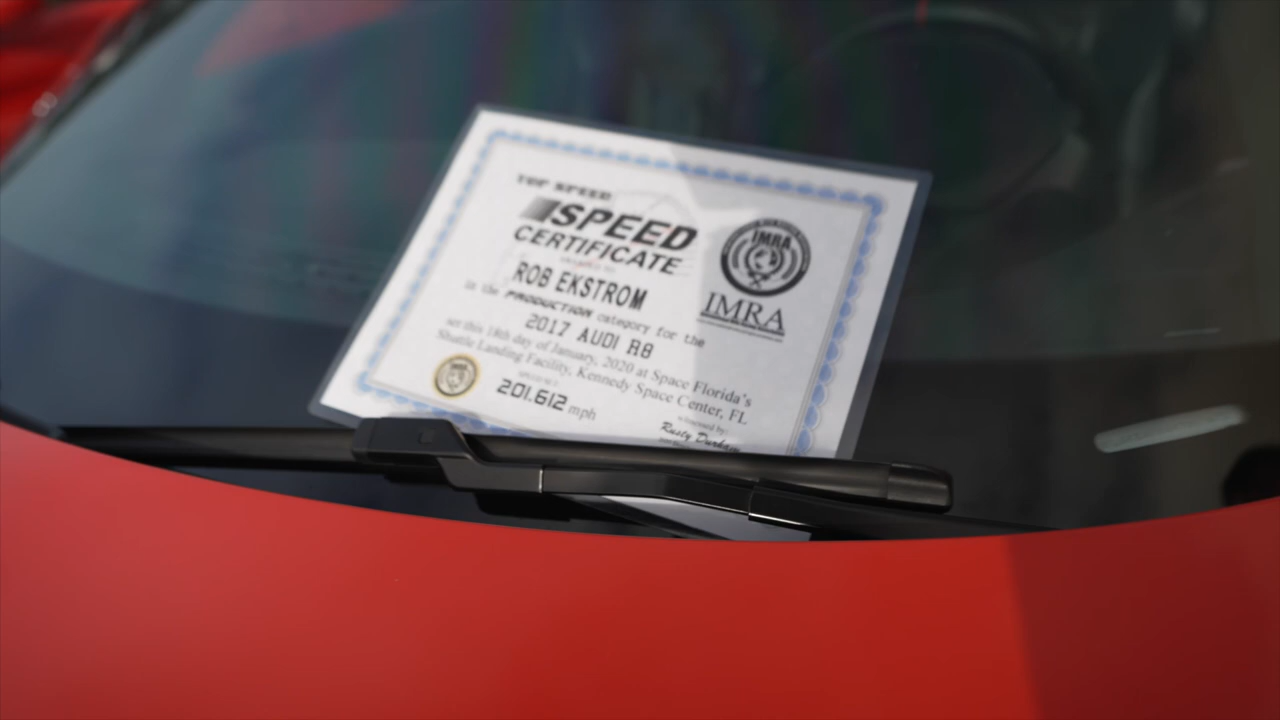 TOP SPEED
SPEED
CERTIFICATE
ROB EKSTROM
in the PRODUCTION category for the
2017 AUDI R8
set this 18th day of January, 2020 at Space Florida's
Shuttle Landing Facility, Kennedy Space Center, FL
201.612 mph
witnessed by:
Rusty Durham
IMRA
IMRA